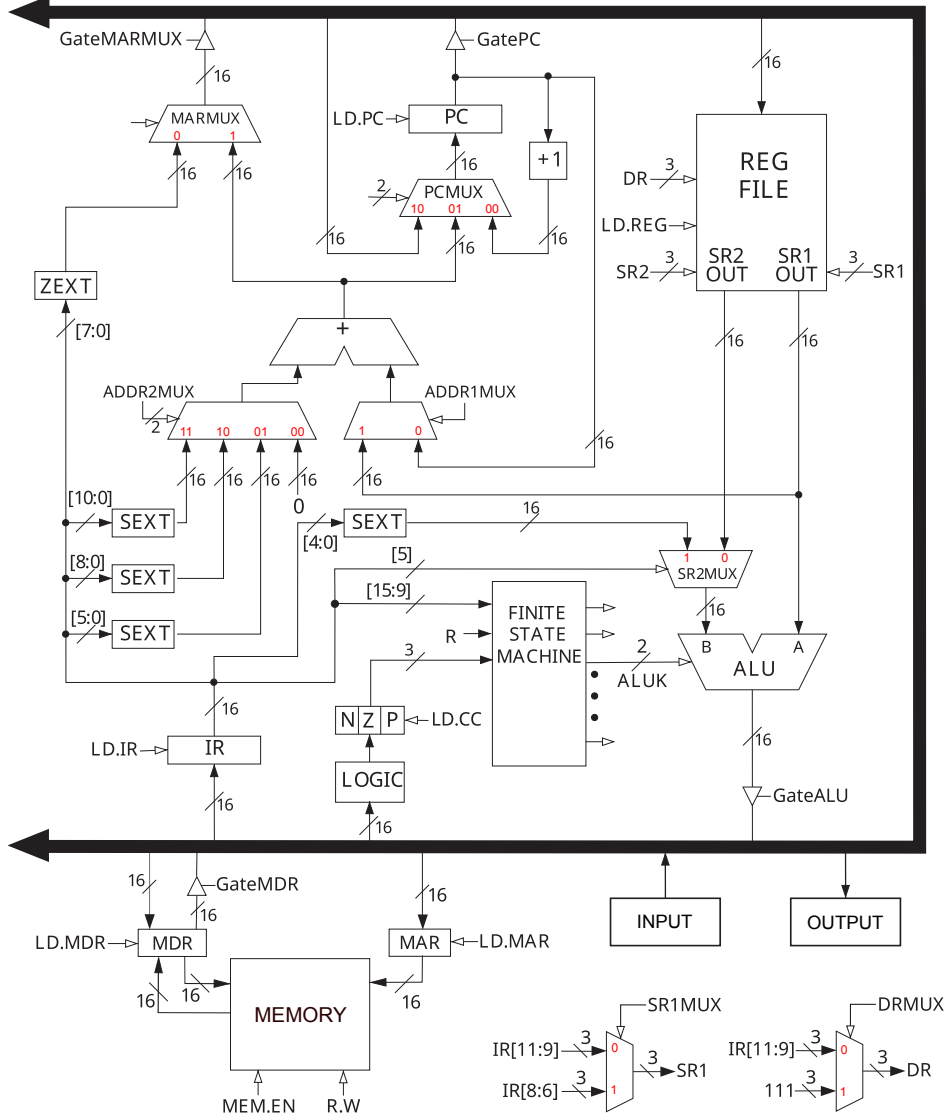 GateMARMUX
GatePC
16
16
MARMUX
0 1
LD.PC
PC
16
16
16
+1
2
PCMUX
10 01 00
16
16
16
REG
FILE
DR
3
LD.REG
SR2
3
SR2
OUT
SR1
OUT
3
SR1
ZEXT
[7:0]
+
16
16
ADDR2MUX
2
11 10 01 00
ADDR1MUX
1 0
16
16
16
16
16
16
0
[10:0]
SEXT
[4:0]
SEXT
16
[8:0]
SEXT
[5]
1 0
SR2MUX
16
[15:9]
[5:0]
SEXT
R
3
FINITE
STATE
MACHINE
2
ALUK
B A
ALU
16
N Z P
LD.CC
LD.IR
IR
16
LOGIC
16
16
16
GateALU
16
GateMDR
16
16
LD.MDR
MDR
MAR
LD.MAR
INPUT
OUTPUT
16
16
16
MEMORY
MEM.EN
R.W
SR1MUX
IR[11:9]
3
0
IR[8:6]
3
1
3
SR1
DRMUX
IR[11:9]
3
0
111
3
1
3
DR